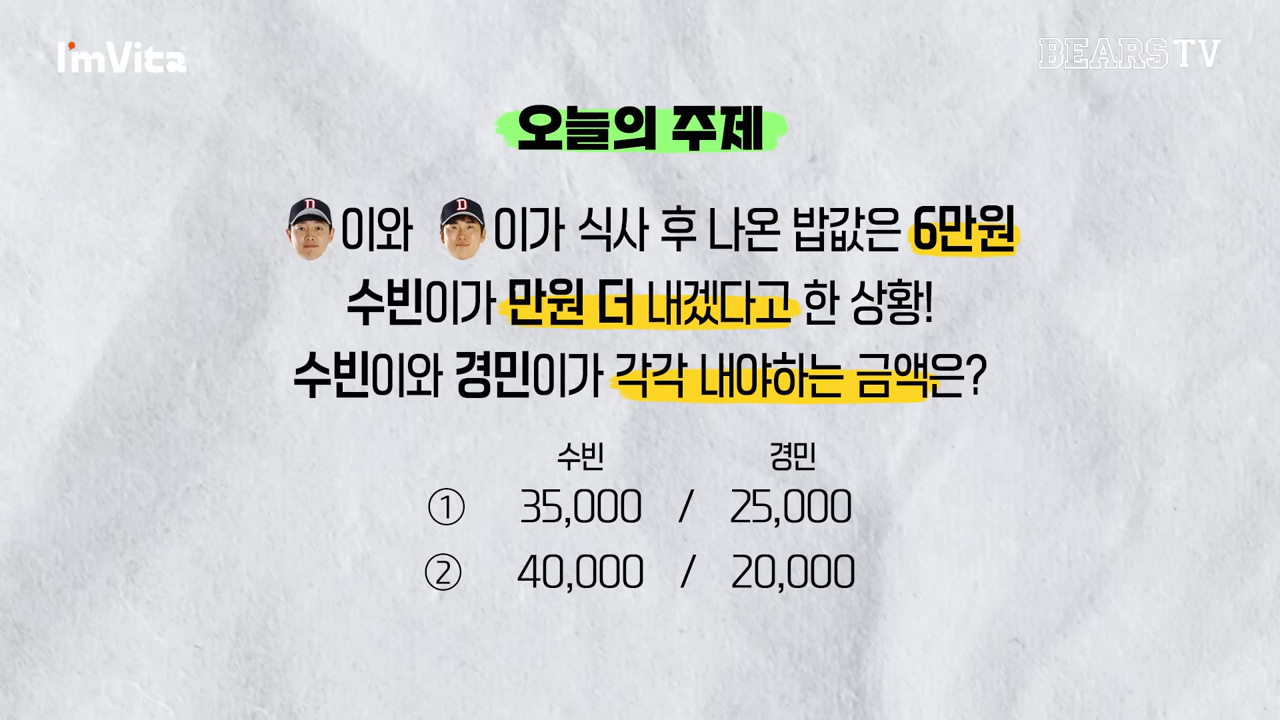 I'mVita
BEARS TV
오늘의 주제
이와 이가 식사 후 나온 밥값은 6만원
수빈이가 만원 더 내겠다고 한 상황!
수빈이와 경민이가 각각 내야하는 금액은?
수빈 경민
① 35,000 / 25,000
② 40,000 / 20,000